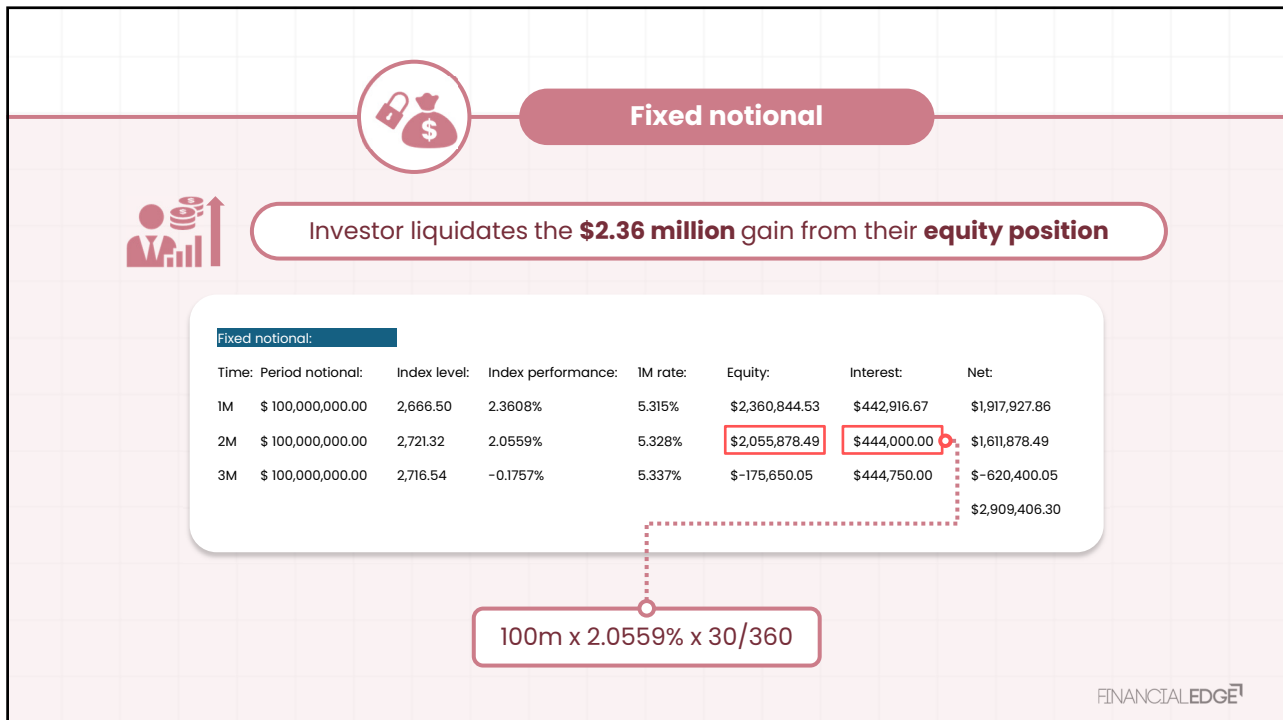 $
Fixed notional
Investor liquidates the $2.36 million gain from their equity position
Fixed notional:
Time: Period notional: Index level: Index performance: 1M rate: Equity: Interest: Net:
1M $ 100,000,000.00 2,666.50 2.3608% 5.315% $2,360,844.53 $442,916.67 $1,917,927.86
2M $ 100,000,000.00 2,721.32 2.0559% 5.328% $2,055,878.49 $444,000.00 $1,611,878.49
3M $ 100,000,000.00 2,716.54 -0.1757% 5.337% $-175,650.05 $444,750.00 $-620,400.05
$2,909,406.30
100m x 2.0559% x 30/360
FINANCIALEDGE